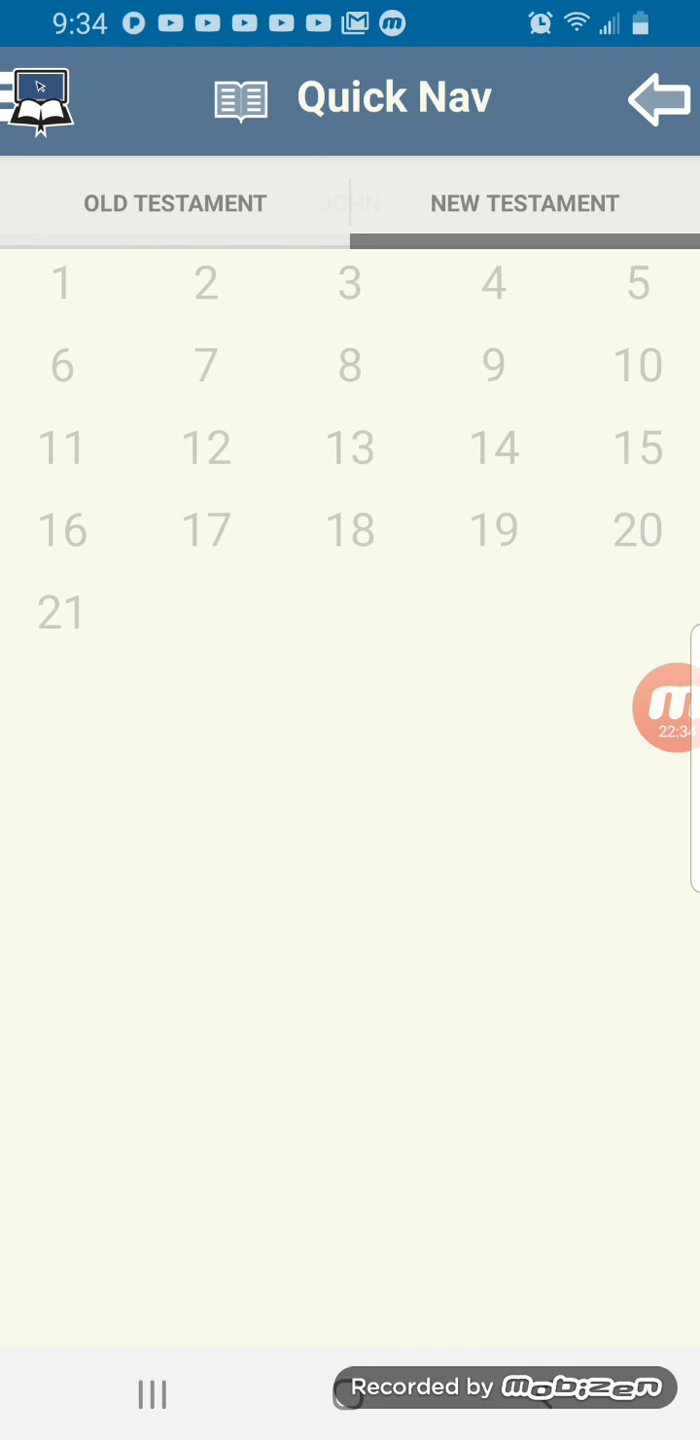 9:34
Quick Nav
OLD TESTAMENT JOHN NEW TESTAMENT
1 2 3 4 5
6 7 8 9 10
11 12 13 14 15
16 17 18 19 20
21
m
22:34
Recorded by mobizen